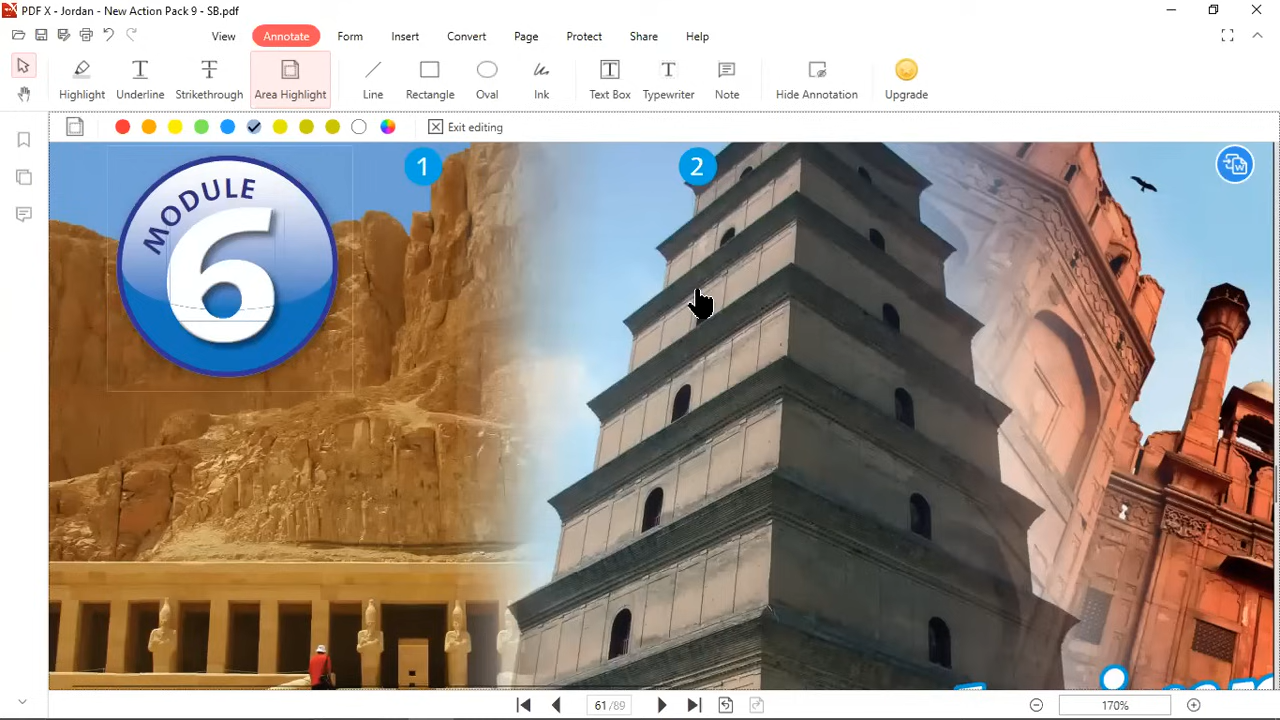 PDF X - Jordan - New Action Pack 9 - SB.pdf
View Annotate Form Insert Convert Page Protect Share Help
Highlight Underline Strikethrough Area Highlight Line Rectangle Oval Ink Text Box Typewriter Note Hide Annotation Upgrade
Exit editing
1 2
MODULE
6
61 /89 170%